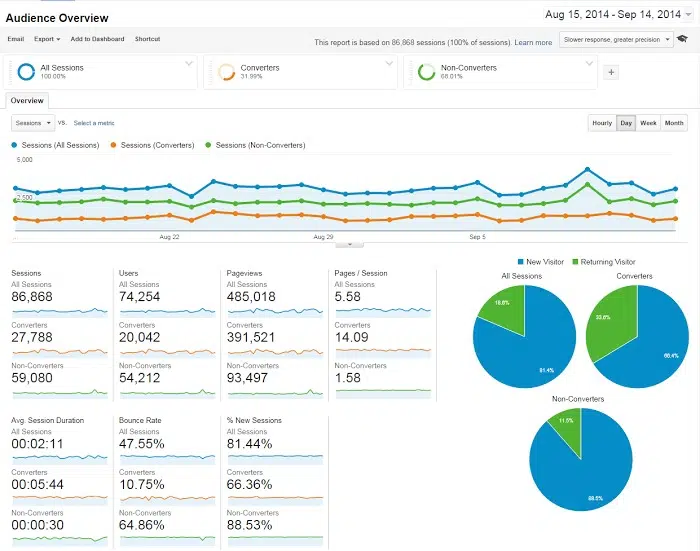 Audience Overview
Aug 15, 2014 - Sep 14, 2014
Email Export Add to Dashboard Shortcut
This report is based on 86,868 sessions (100% of sessions). Learn more
Slower response, greater precision
All Sessions
100.00%
Converters
31.99%
Non-Converters
68.01%
+
Overview
Sessions VS. Select a metric
Hourly Day Week Month
Sessions (All Sessions) Sessions (Converters) Sessions (Non-Converters)
5,000
2,500
Aug 22 Aug 29 Sep 5
New Visitor Returning Visitor
Sessions
All Sessions
86,868
Converters
27,788
Non-Converters
59,080
Users
All Sessions
74,254
Converters
20,042
Non-Converters
54,212
Pageviews
All Sessions
485,018
Converters
391,521
Non-Converters
93,497
Pages / Session
All Sessions
5.58
Converters
14.09
Non-Converters
1.58
All Sessions
18.6%
81.4%
Converters
33.6%
66.4%
Non-Converters
11.5%
88.5%
Avg. Session Duration
All Sessions
00:02:11
Converters
00:05:44
Non-Converters
00:00:30
Bounce Rate
All Sessions
47.55%
Converters
10.75%
Non-Converters
64.86%
% New Sessions
All Sessions
81.44%
Converters
66.36%
Non-Converters
88.53%